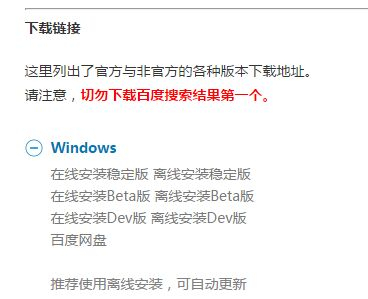 下载链接
这里列出了官方与非官方的各种版本下载地址。
请注意，切勿下载百度搜索结果第一个。
Windows
在线安装稳定版 离线安装稳定版
在线安装Beta版 离线安装Beta版
在线安装Dev版 离线安装Dev版
百度网盘
推荐使用离线安装，可自动更新